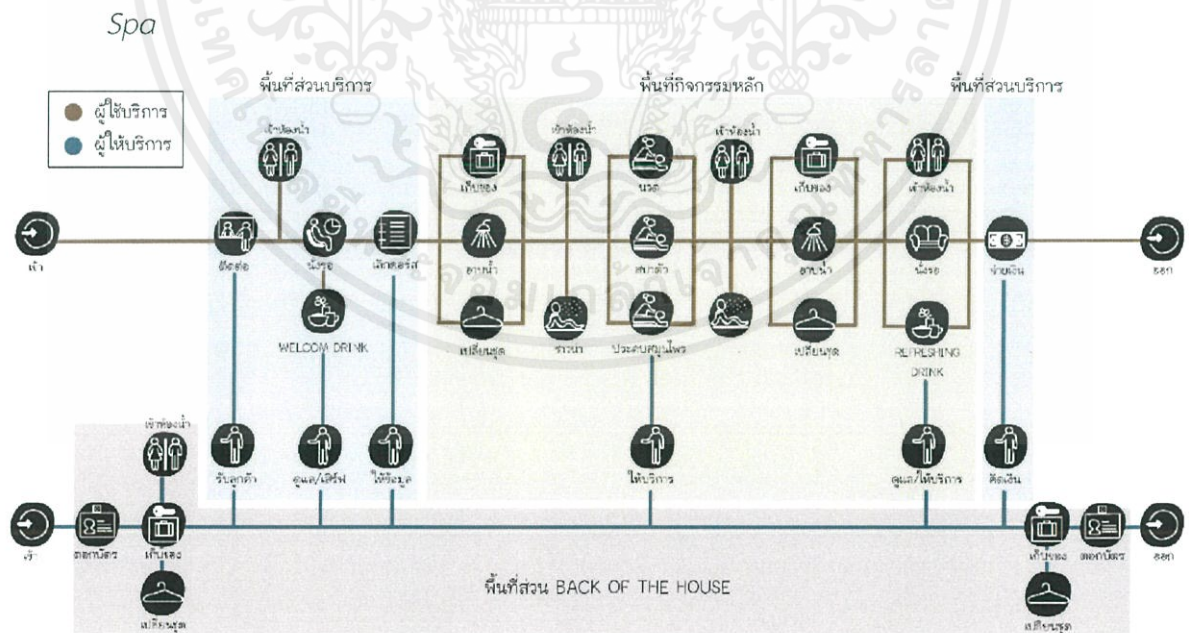 Spa
ผู้ใช้บริการ
ผู้ให้บริการ
พื้นที่ส่วนบริการ
พื้นที่กิจกรรมหลัก
พื้นที่ส่วนบริการ
เข้าห้องน้ำ
เข้าห้องน้ำ
เข้าห้องน้ำ
เก็บของ
นวด
เก็บของ
เข้าห้องน้ำ
เข้า
ติดต่อ
นั่งรอ
เลือกคอร์ส
อาบน้ำ
สปาตัว
อาบน้ำ
นั่งรอ
จ่ายเงิน
ออก
WELCOM DRINK
เปลี่ยนชุด
ซาวน่า
ประคบสมุนไพร
เปลี่ยนชุด
REFRESHING
DRINK
เข้าห้องน้ำ
รับลูกค้า
ดูแล/เสิร์ฟ
ให้ข้อมูล
ให้บริการ
ดูแล/ให้บริการ
คิดเงิน
เข้า
ตอกบัตร
เก็บของ
เก็บของ
ตอกบัตร
ออก
เปลี่ยนชุด
พื้นที่ส่วน BACK OF THE HOUSE
เปลี่ยนชุด